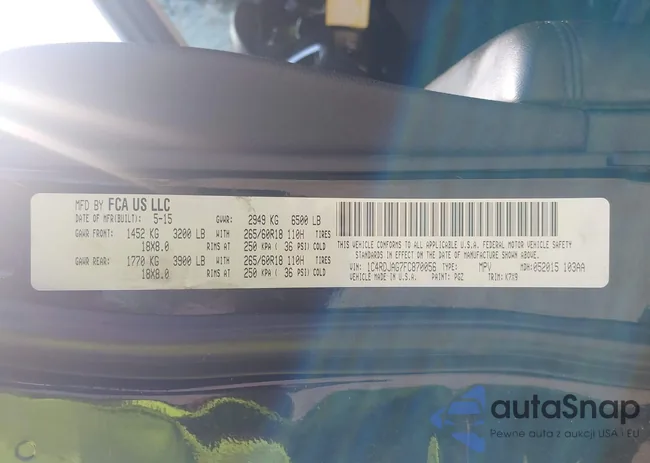 MFD BY FCA US LLC
DATE OF MFR(BUILT): 5-15 GVWR: 2949 KG 6500 LB
GAWR FRONT: 1452 KG 3200 LB WITH 265/60R18 110H TIRES
18X8.0 RIMS AT 250 KPA ( 36 PSI) COLD
GAWR REAR: 1770 KG 3900 LB WITH 265/60R18 110H TIRES
18X8.0 RIMS AT 250 KPA ( 36 PSI) COLD
THIS VEHICLE CONFORMS TO ALL APPLICABLE U.S.A. FEDERAL MOTOR VEHICLE SAFETY
STANDARDS IN EFFECT ON THE DATE OF MANUFACTURE SHOWN ABOVE.
VIN: 1C4RDJAG7FC870056 TYPE: MPV MDH: 052015 103AA
VEHICLE MADE IN U.S.A. PAINT: PGZ TRIM: K7X9
autaSnap
Pewne auta z aukcji USA i EU